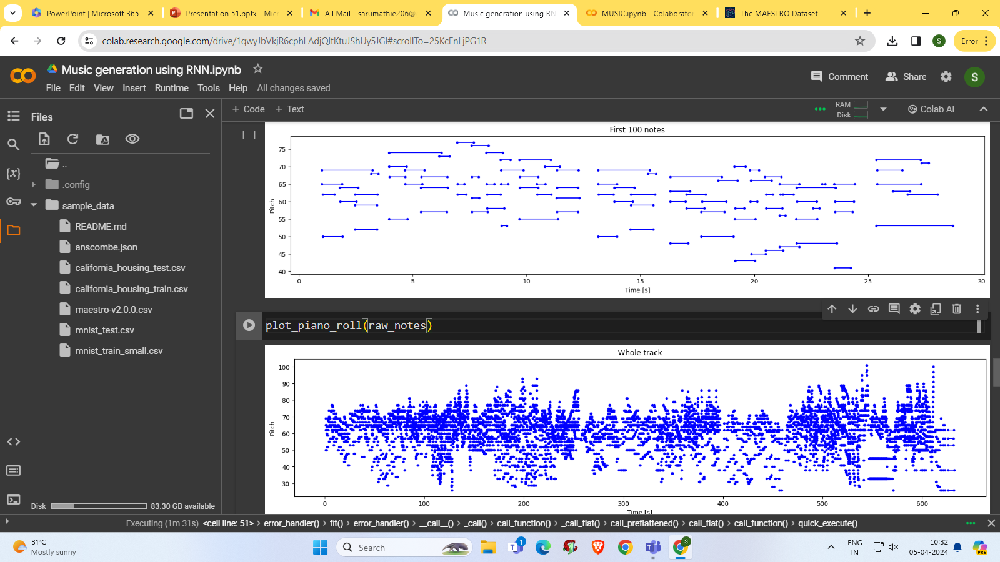 PowerPoint | Microsoft 365
Presentation 51.pptx - Micr
All Mail - sarumathie206@
Music generation using RN
MUSIC.ipynb - Colaborator
The MAESTRO Dataset
colab.research.google.com/drive/1qwyJbVkjR6cphLAdjQltKtuJShUy5JGl#scrollTo=25KcEnLjPG1R
S
Error
Music generation using RNN.ipynb
File Edit View Insert Runtime Tools Help All changes saved
Comment
Share
S
Files
+ Code + Text
RAM
Disk
Colab AI
..
.config
sample_data
README.md
anscombe.json
california_housing_test.csv
california_housing_train.csv
maestro-v2.0.0.csv
mnist_test.csv
mnist_train_small.csv
{x}
Disk
83.30 GB available
[ ]
First 100 notes
75
70
65
60
55
50
45
40
Pitch
0 5 10 15 20 25 30
Time [s]
plot_piano_roll(raw_notes)
Whole track
100
90
80
70
60
50
40
30
Pitch
0 100 200 300 400 500 600
Time [s]
Executing (1m 31s) <cell line: 51> > error_handler() > fit() > error_handler() > __call__() > _call() > call_function() > _call_flat() > call_preflattened() > call_flat() > call_function() > quick_execute()
31°C
Mostly sunny
Search
1
S
ENG
IN
10:32
05-04-2024
PRE